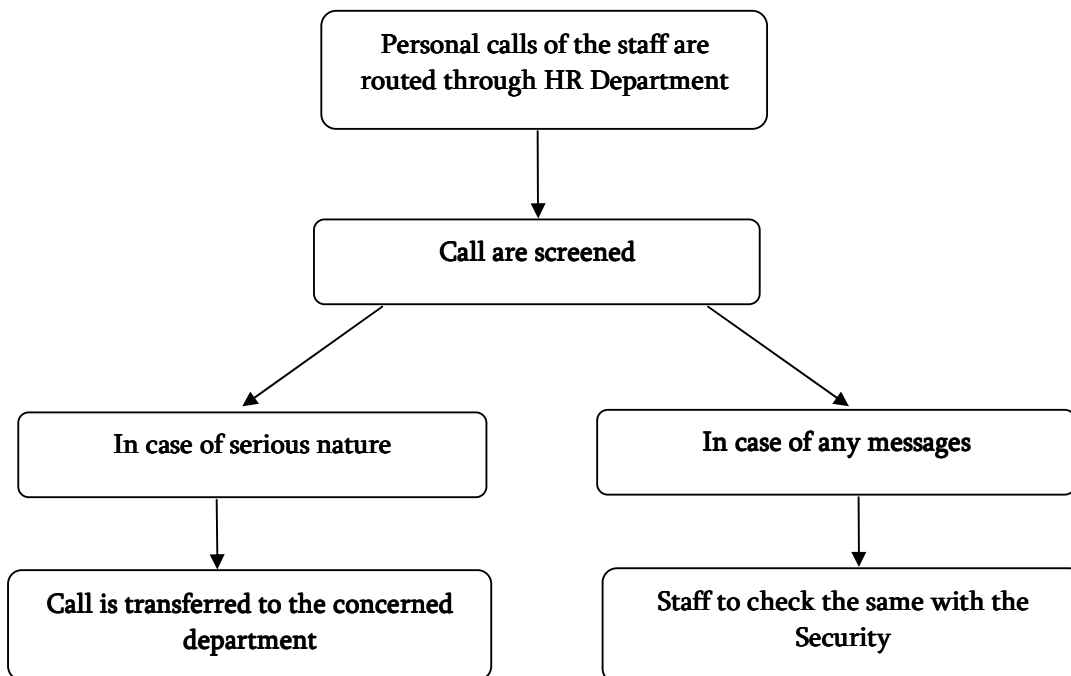 Personal calls of the staff are
routed through HR Department
Call are screened
In case of serious nature
In case of any messages
Call is transferred to the concerned
department
Staff to check the same with the
Security